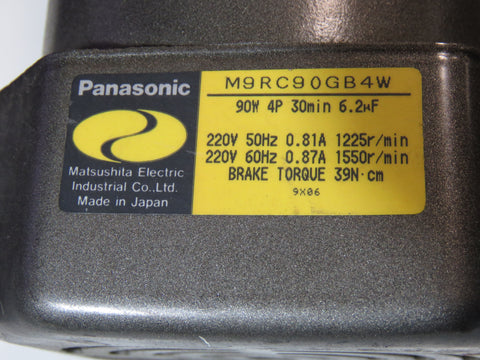 Panasonic
Matsushita Electric
Industrial Co.,Ltd.
Made in Japan
M9RC90GB4W
90W 4P 30min 6.2μF
220V 50Hz 0.81A 1225r/min
220V 60Hz 0.87A 1550r/min
BRAKE TORQUE 39N·cm
9X06